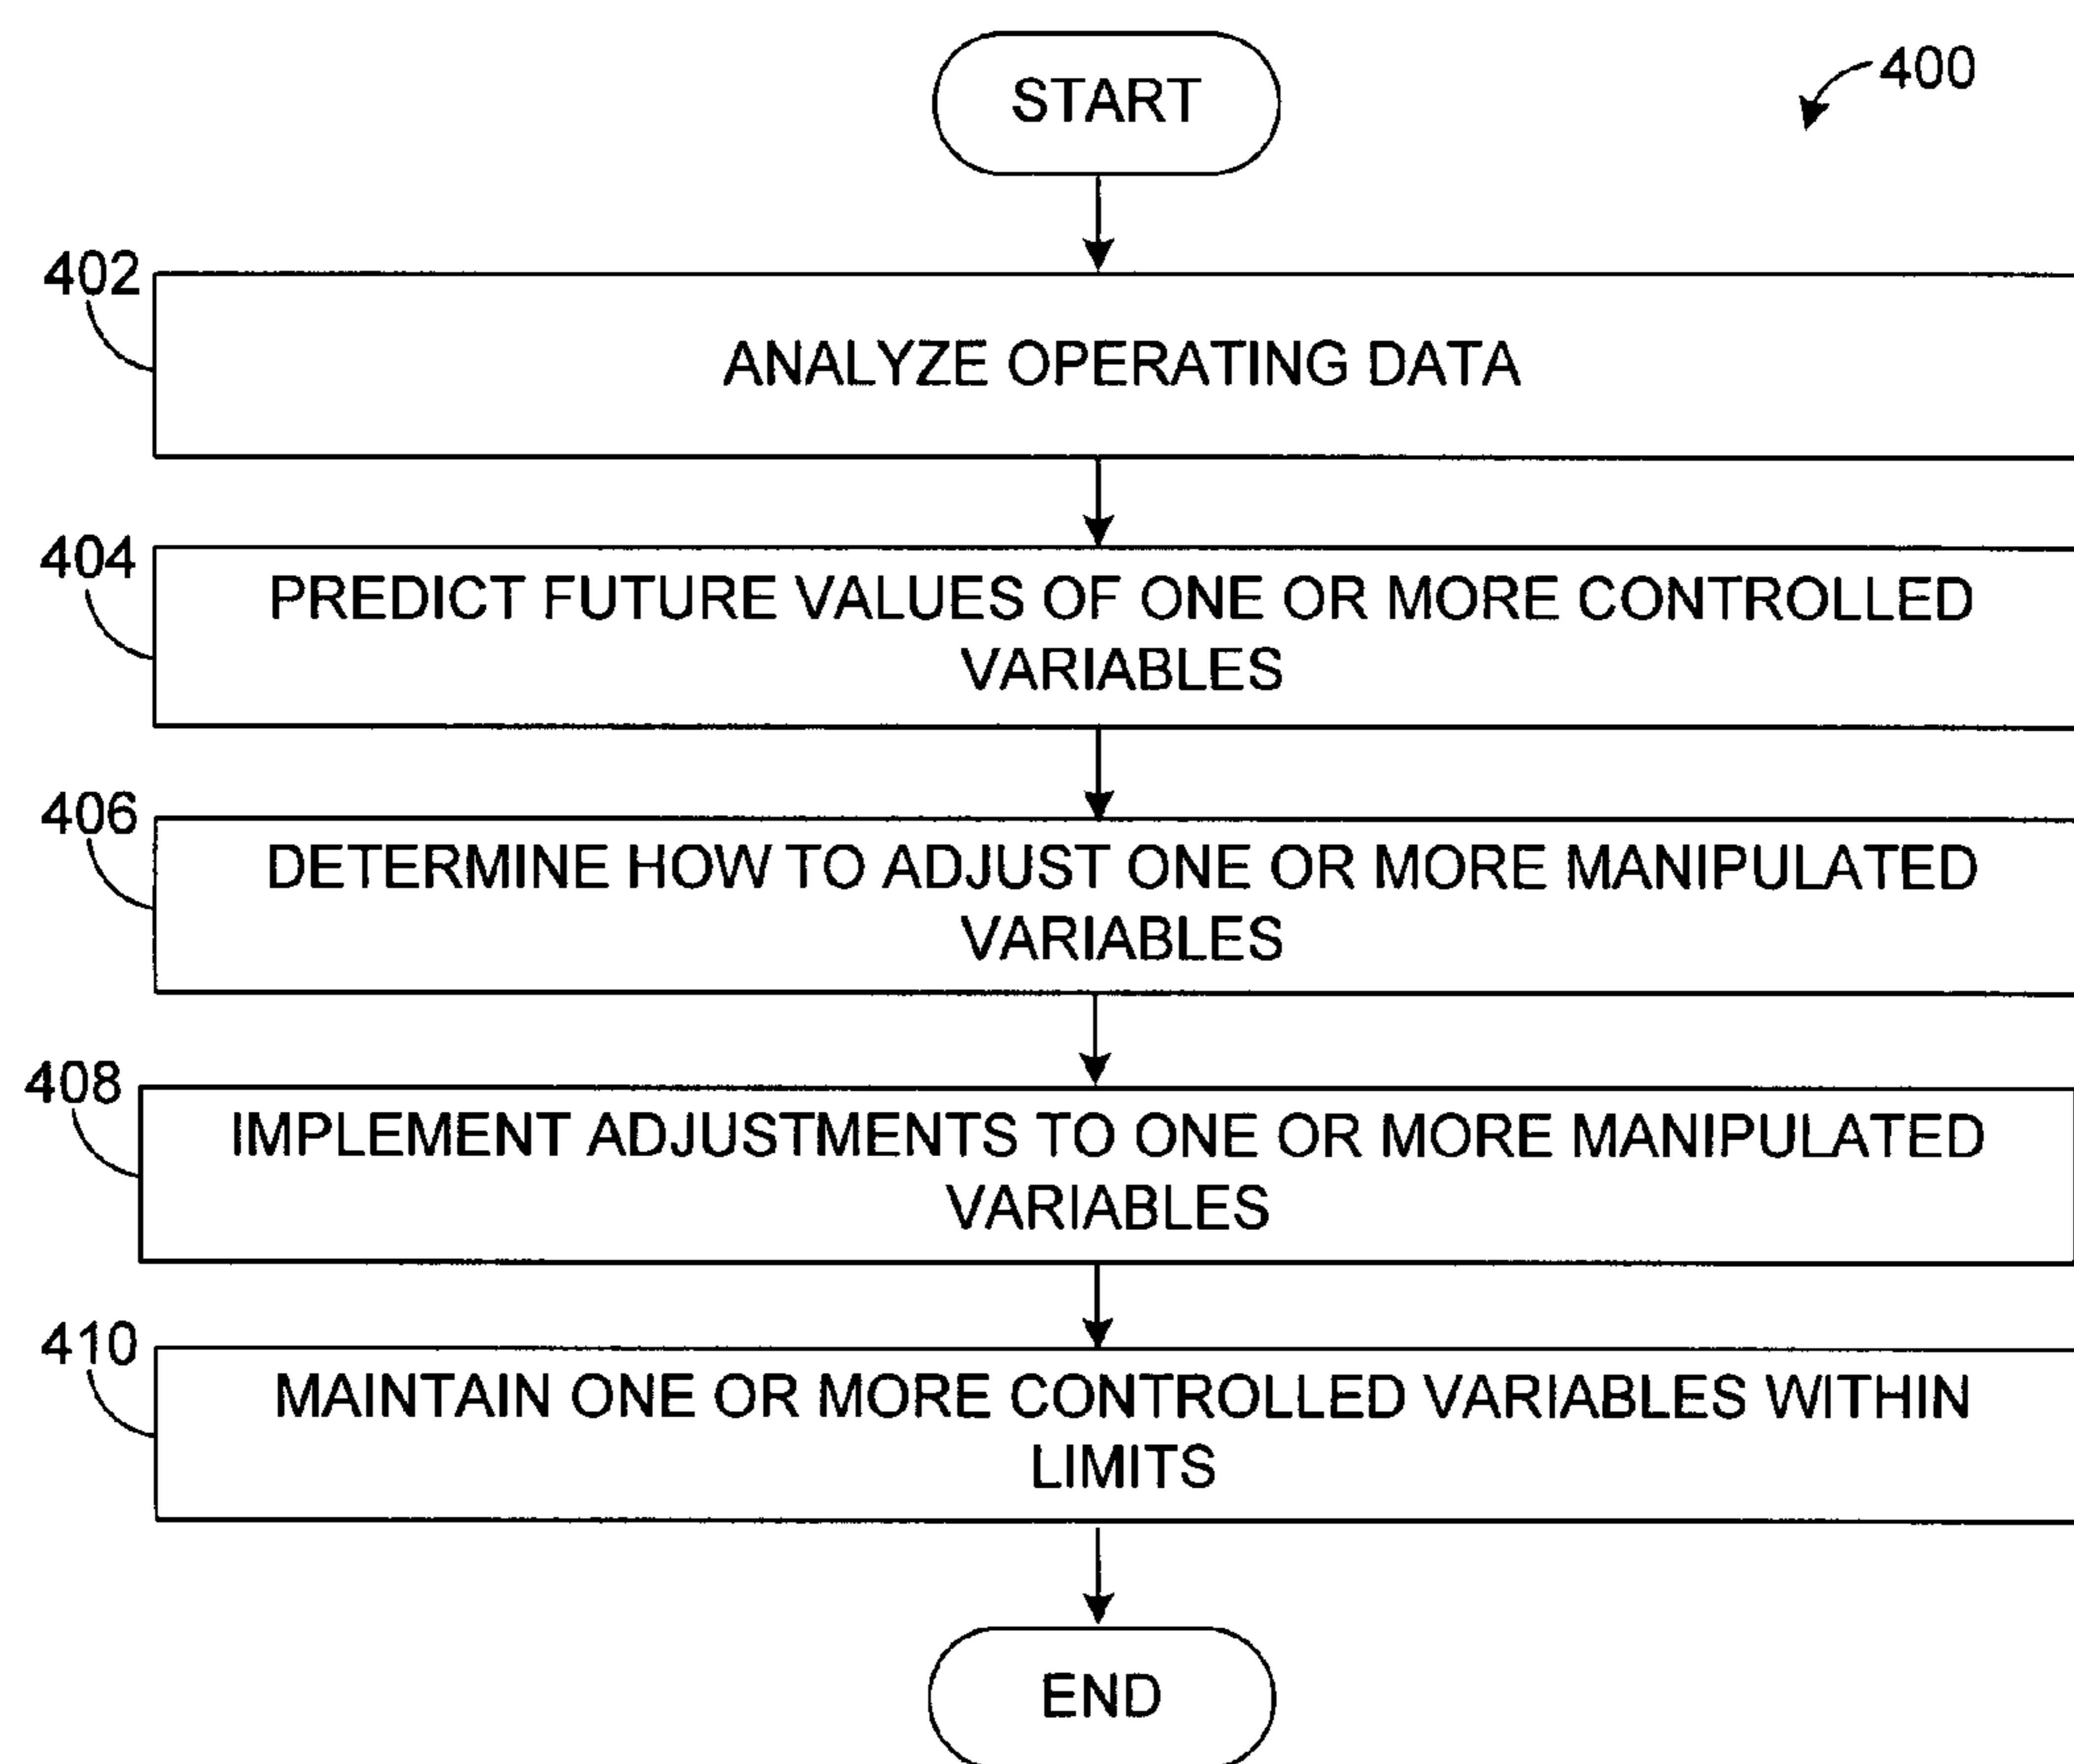 START
400
402
ANALYZE OPERATING DATA
404
PREDICT FUTURE VALUES OF ONE OR MORE CONTROLLED
VARIABLES
406
DETERMINE HOW TO ADJUST ONE OR MORE MANIPULATED
VARIABLES
408
IMPLEMENT ADJUSTMENTS TO ONE OR MORE MANIPULATED
VARIABLES
410
MAINTAIN ONE OR MORE CONTROLLED VARIABLES WITHIN
LIMITS
END